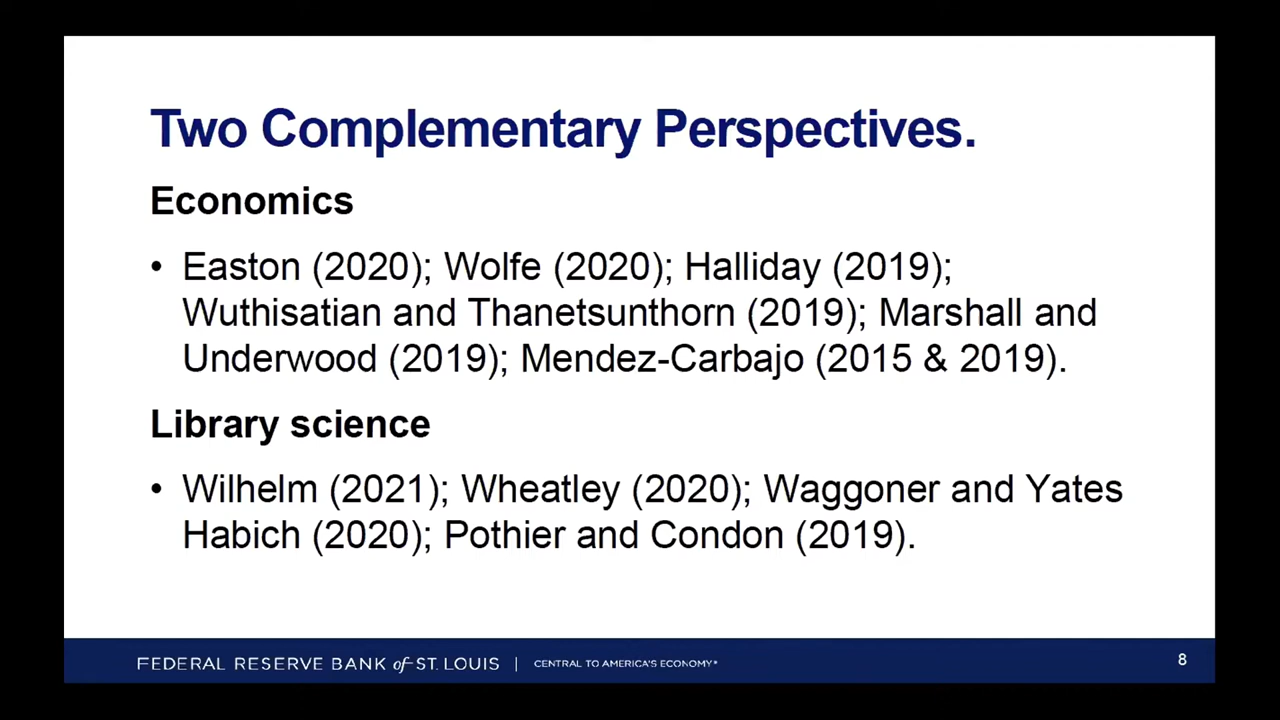 Two Complementary Perspectives.
Economics
• Easton (2020); Wolfe (2020); Halliday (2019);
Wuthisatian and Thanetsunthorn (2019); Marshall and
Underwood (2019); Mendez-Carbajo (2015 & 2019).
Library science
• Wilhelm (2021); Wheatley (2020); Waggoner and Yates
Habich (2020); Pothier and Condon (2019).
FEDERAL RESERVE BANK of ST. LOUIS | CENTRAL TO AMERICA'S ECONOMY® 8